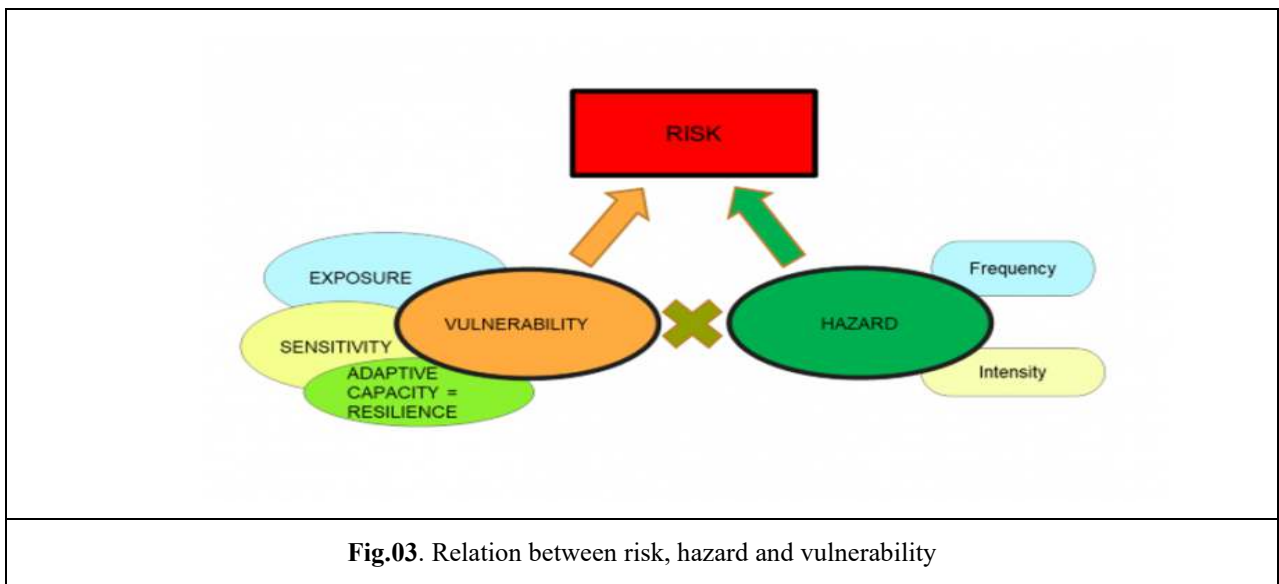 RISK
EXPOSURE
VULNERABILITY
SENSITIVITY
ADAPTIVE
CAPACITY =
RESILIENCE
HAZARD
Frequency
Intensity
Fig.03. Relation between risk, hazard and vulnerability